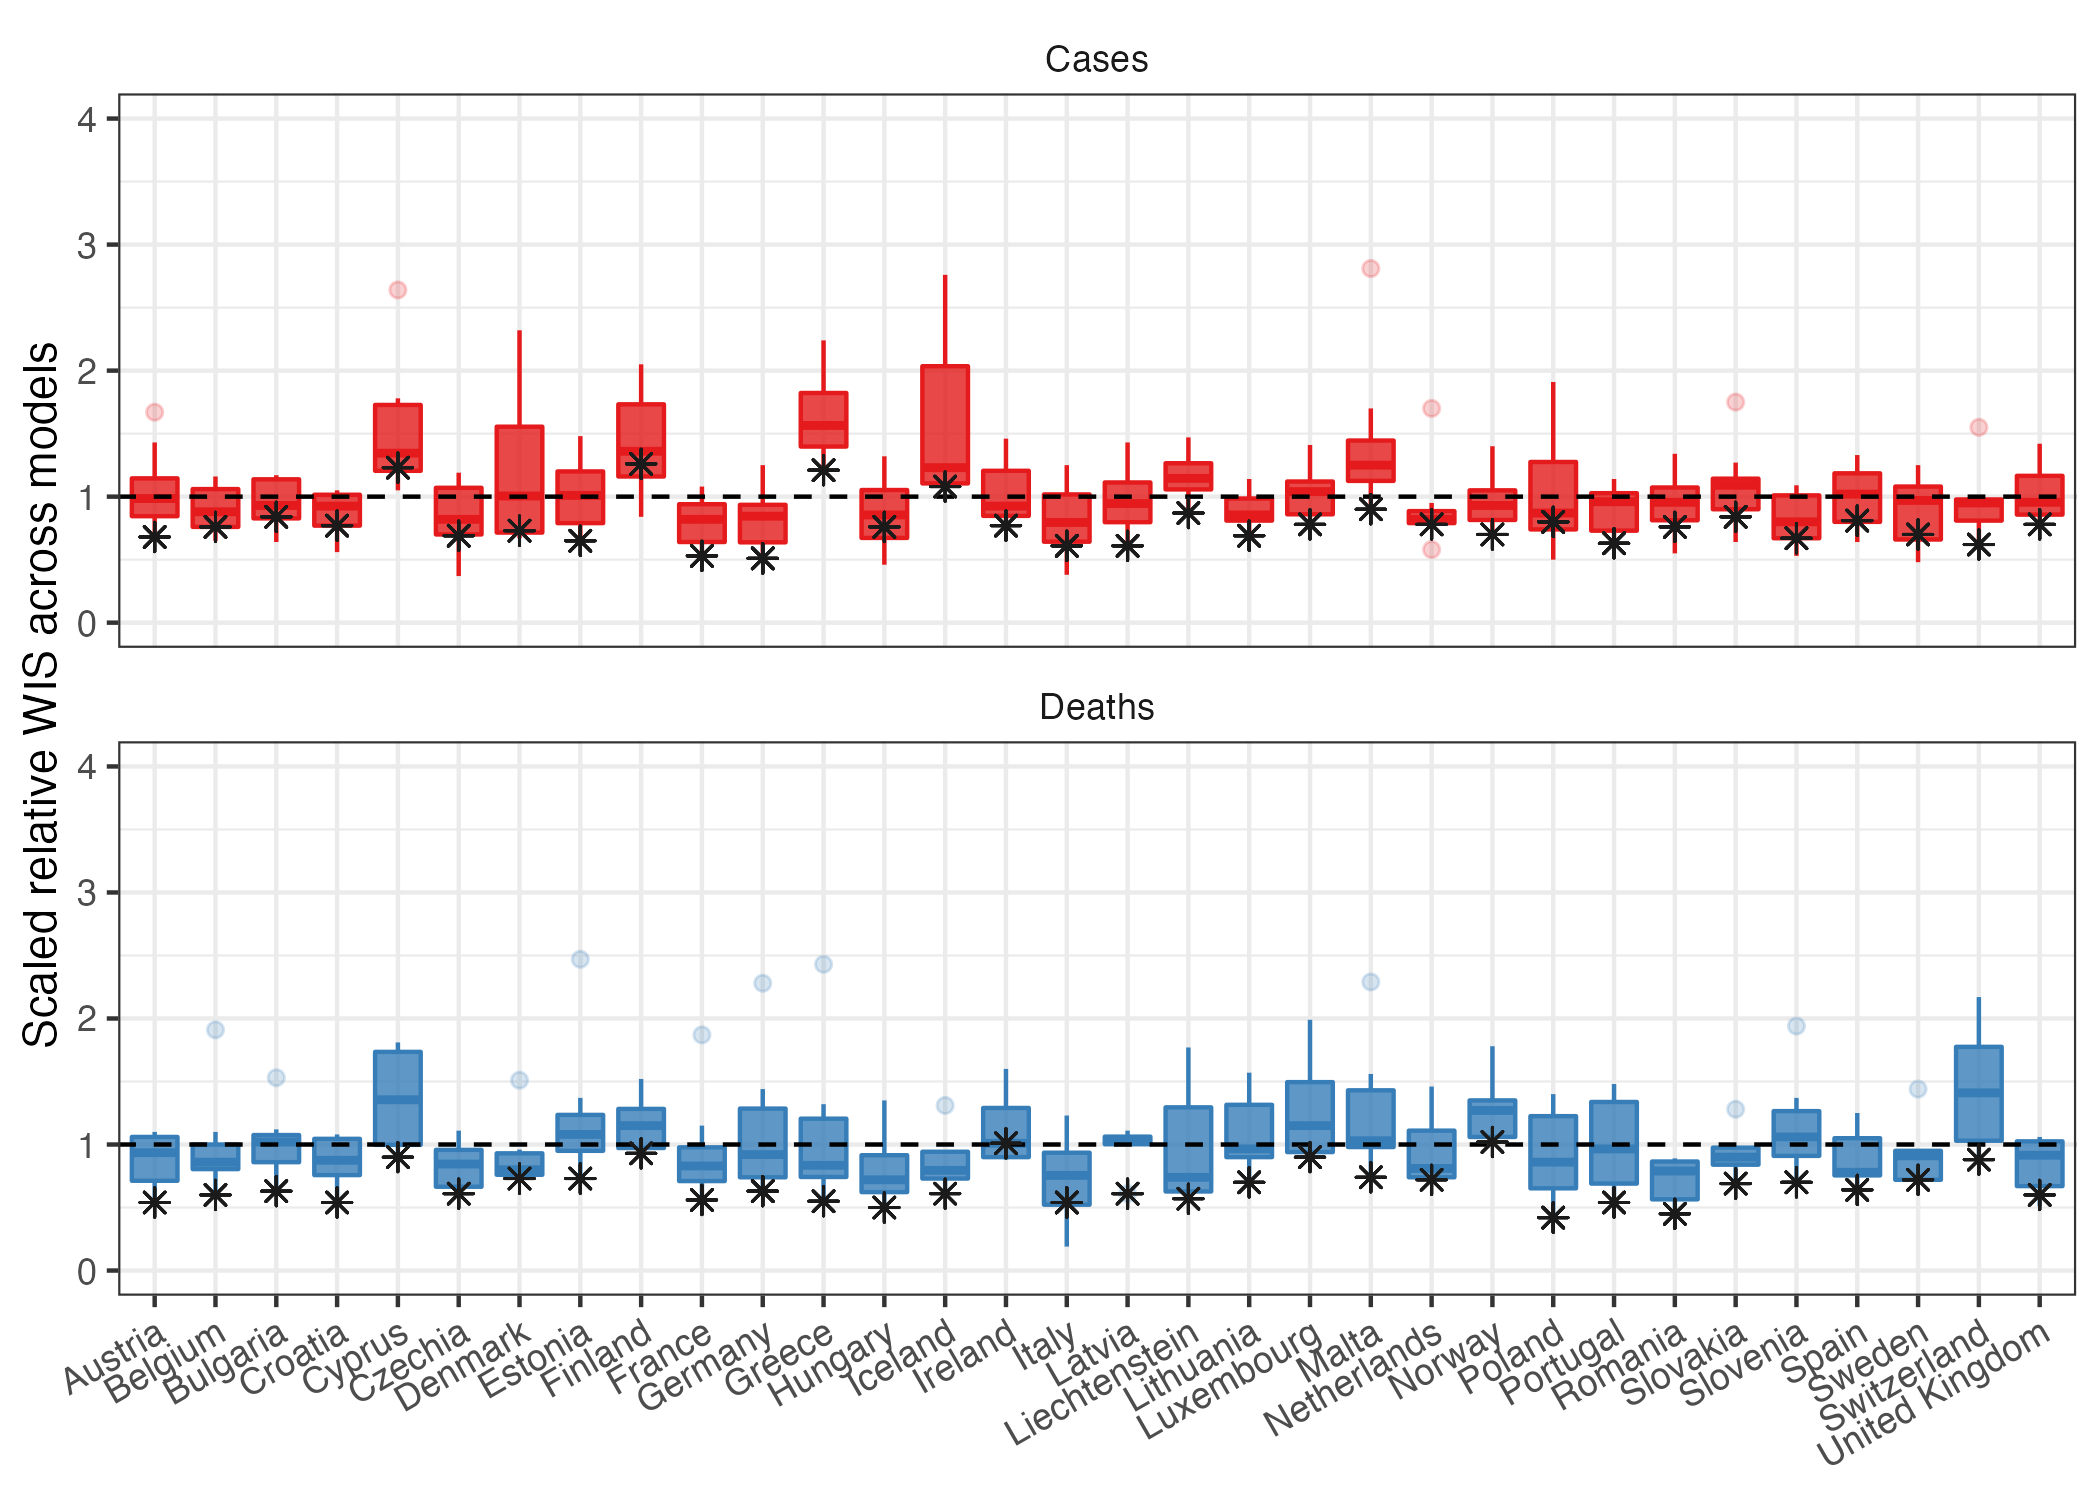 Cases
4
3
2
1
0
Scaled relative WIS across models
Deaths
4
3
2
1
0
Austria
Belgium
Bulgaria
Croatia
Cyprus
Czechia
Denmark
Estonia
Finland
France
Germany
Greece
Hungary
Iceland
Ireland
Italy
Latvia
Liechtenstein
Lithuania
Luxembourg
Malta
Netherlands
Norway
Poland
Portugal
Romania
Slovakia
Slovenia
Spain
Sweden
Switzerland
United Kingdom